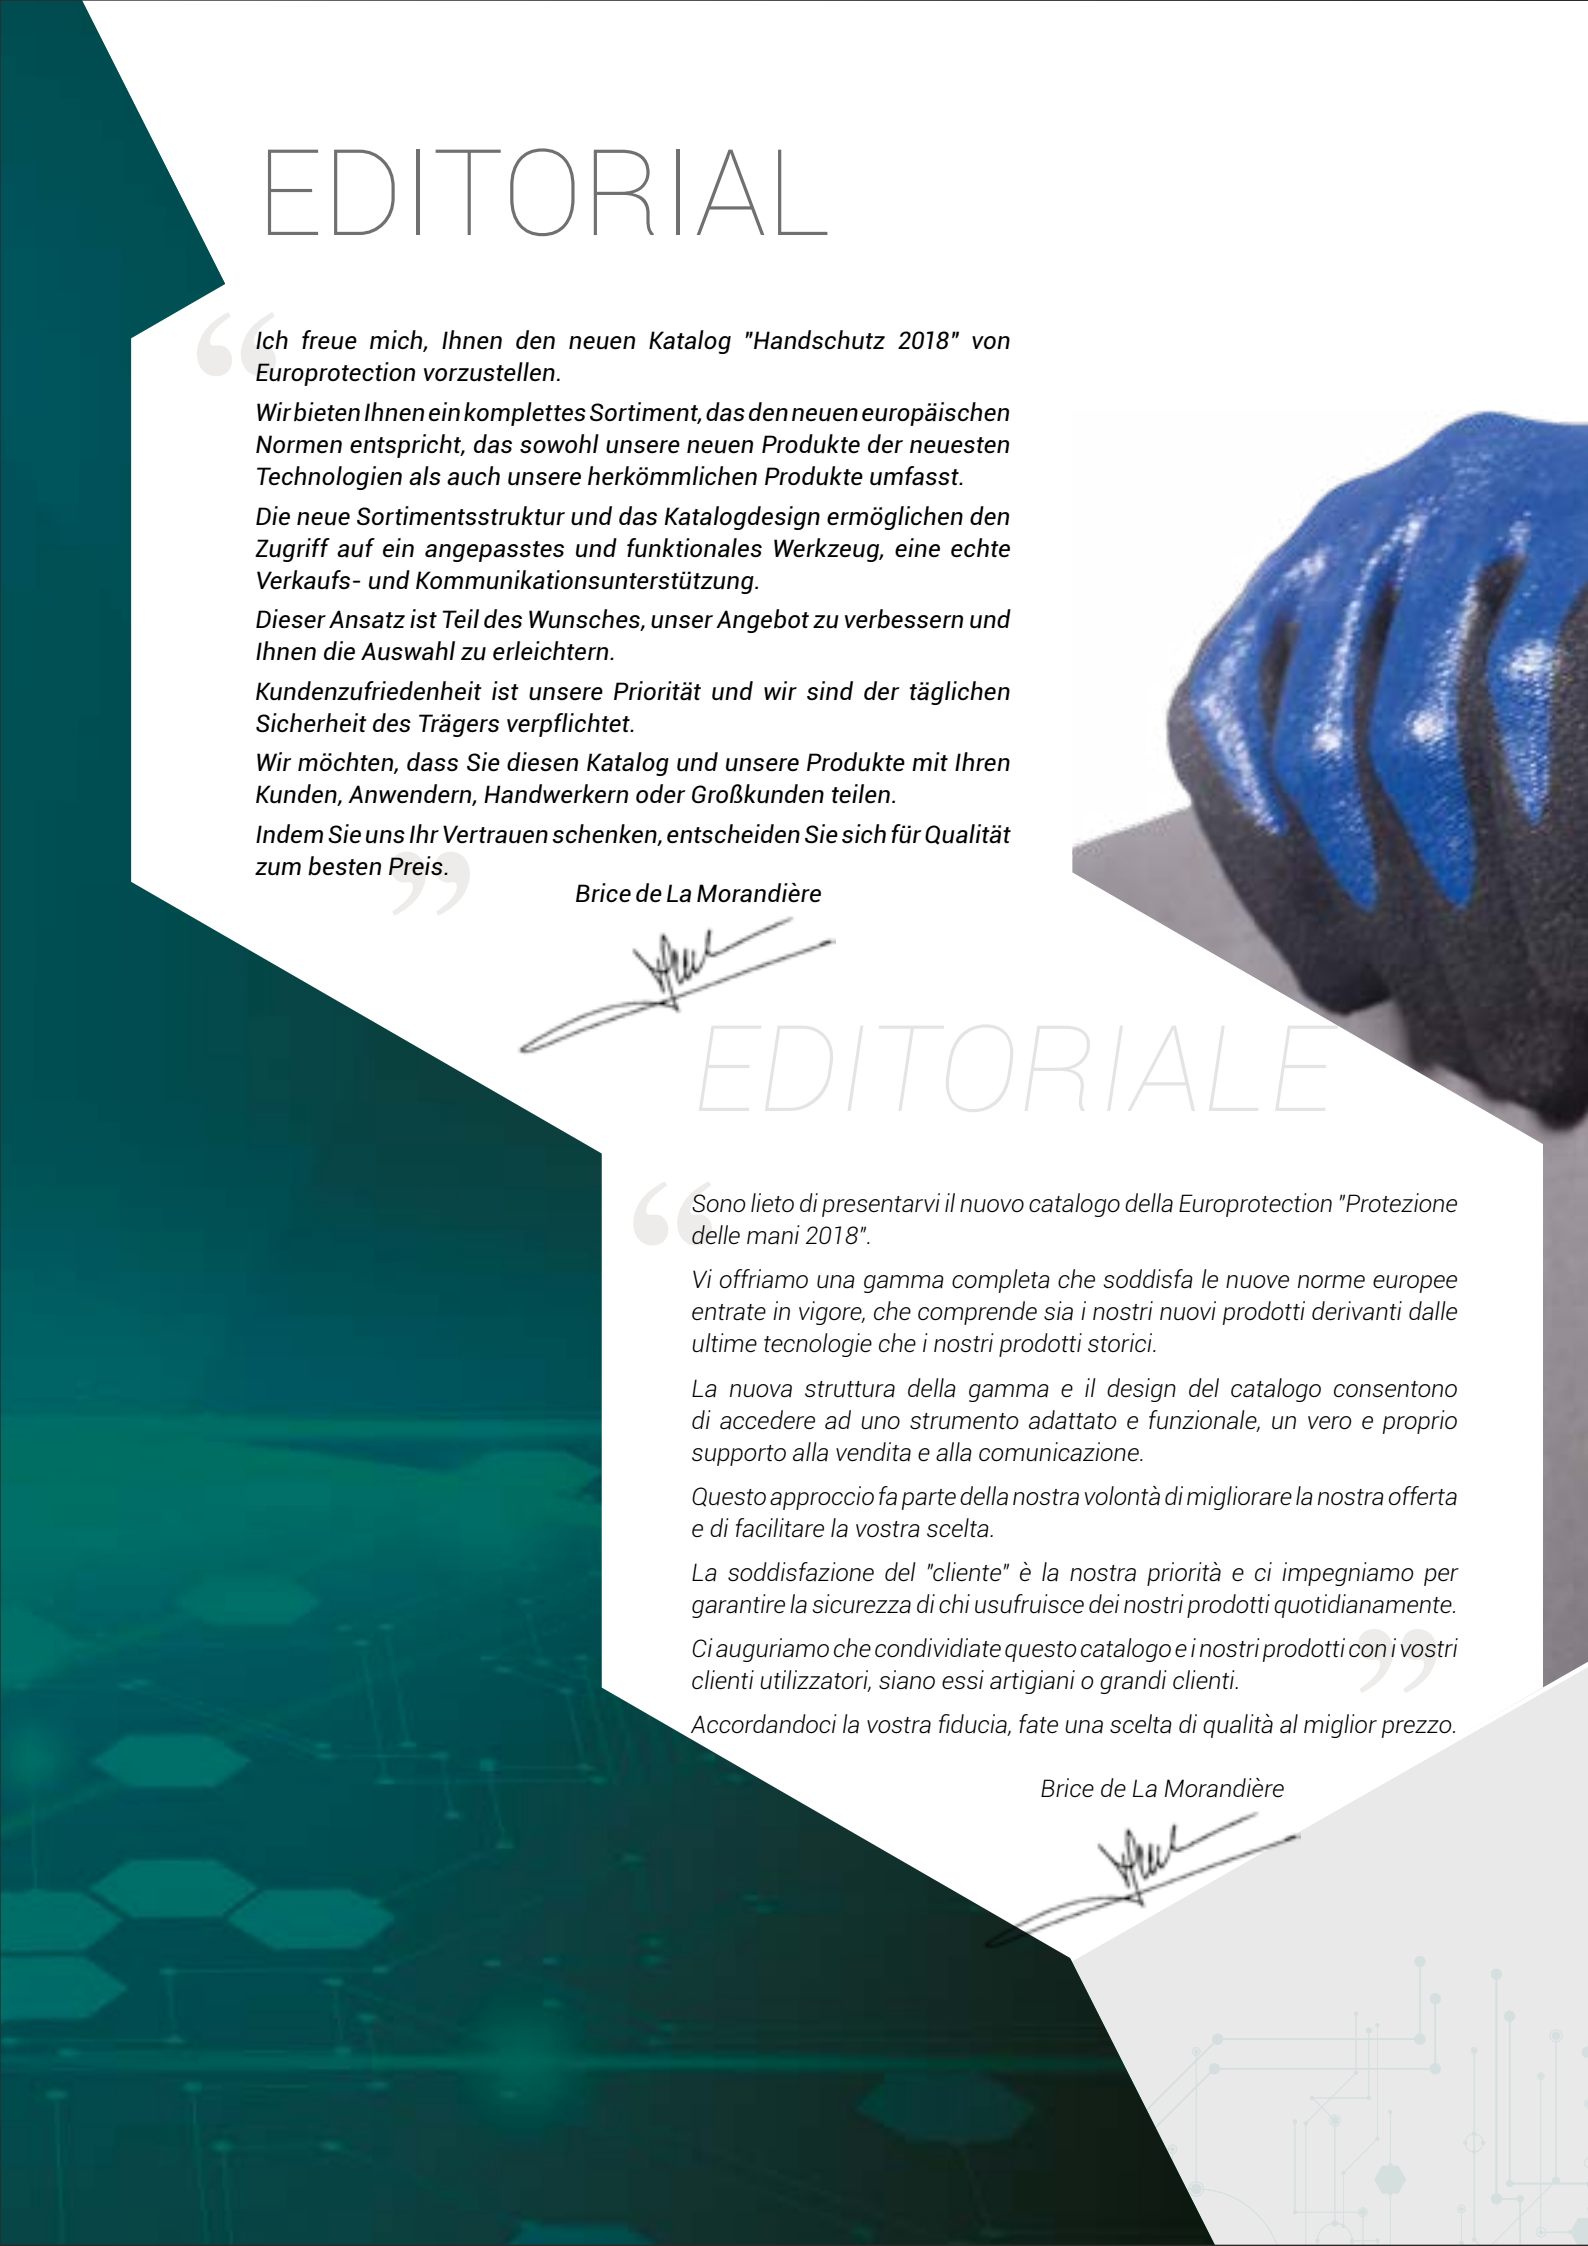 EDITORIAL
Ich freue mich, Ihnen den neuen Katalog "Handschutz 2018" von
Europrotection vorzustellen.
Wir bieten Ihnen ein komplettes Sortiment, das den neuen europäischen
Normen entspricht, das sowohl unsere neuen Produkte der neuesten
Technologien als auch unsere herkömmlichen Produkte umfasst.
Die neue Sortimentsstruktur und das Katalogdesign ermöglichen den
Zugriff auf ein angepasstes und funktionales Werkzeug, eine echte
Verkaufs- und Kommunikationsunterstützung.
Dieser Ansatz ist Teil des Wunsches, unser Angebot zu verbessern und
Ihnen die Auswahl zu erleichtern.
Kundenzufriedenheit ist unsere Priorität und wir sind der täglichen
Sicherheit des Trägers verpflichtet.
Wir möchten, dass Sie diesen Katalog und unsere Produkte mit Ihren
Kunden, Anwendern, Handwerkern oder Großkunden teilen.
Indem Sie uns Ihr Vertrauen schenken, entscheiden Sie sich für Qualität
zum besten Preis.
Brice de La Morandière
EDITORIALE
Sono lieto di presentarvi il nuovo catalogo della Europrotection "Protezione
delle mani 2018".
Vi offriamo una gamma completa che soddisfa le nuove norme europee
entrate in vigore, che comprende sia i nostri nuovi prodotti derivanti dalle
ultime tecnologie che i nostri prodotti storici.
La nuova struttura della gamma e il design del catalogo consentono
di accedere ad uno strumento adattato e funzionale, un vero e proprio
supporto alla vendita e alla comunicazione.
Questo approccio fa parte della nostra volontà di migliorare la nostra offerta
e di facilitare la vostra scelta.
La soddisfazione del "cliente" è la nostra priorità e ci impegniamo per
garantire la sicurezza di chi usufruisce dei nostri prodotti quotidianamente.
Ci auguriamo che condividiate questo catalogo e i nostri prodotti con i vostri
clienti utilizzatori, siano essi artigiani o grandi clienti.
Accordandoci la vostra fiducia, fate una scelta di qualità al miglior prezzo.
Brice de La Morandière